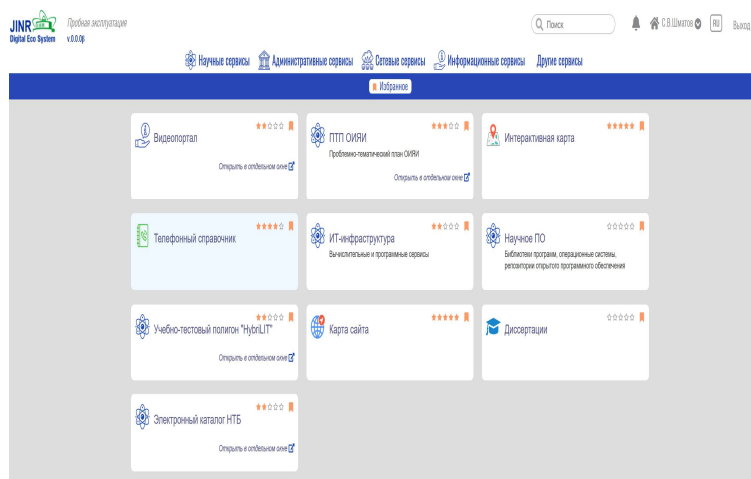 JINR
Digital Eco System
Пробная эксплуатация
v.0.0.0β
Поиск
С.В.Шматов
RU
Выход
Научные сервисы
Административные сервисы
Сетевые сервисы
Информационные сервисы
Другие сервисы
Избранное
Видеопортал
Открыть в отдельном окне
ПТП ОИЯИ
Проблемно-тематический план ОИЯИ
Открыть в отдельном окне
Интерактивная карта
Телефонный справочник
ИТ-инфраструктура
Вычислительные и программные сервисы
Научное ПО
Библиотеки программ, операционные системы,
репозитории открытого программного обеспечения
Учебно-тестовый полигон "HybriLIT"
Открыть в отдельном окне
Карта сайта
Диссертации
Электронный каталог НТБ
Открыть в отдельном окне